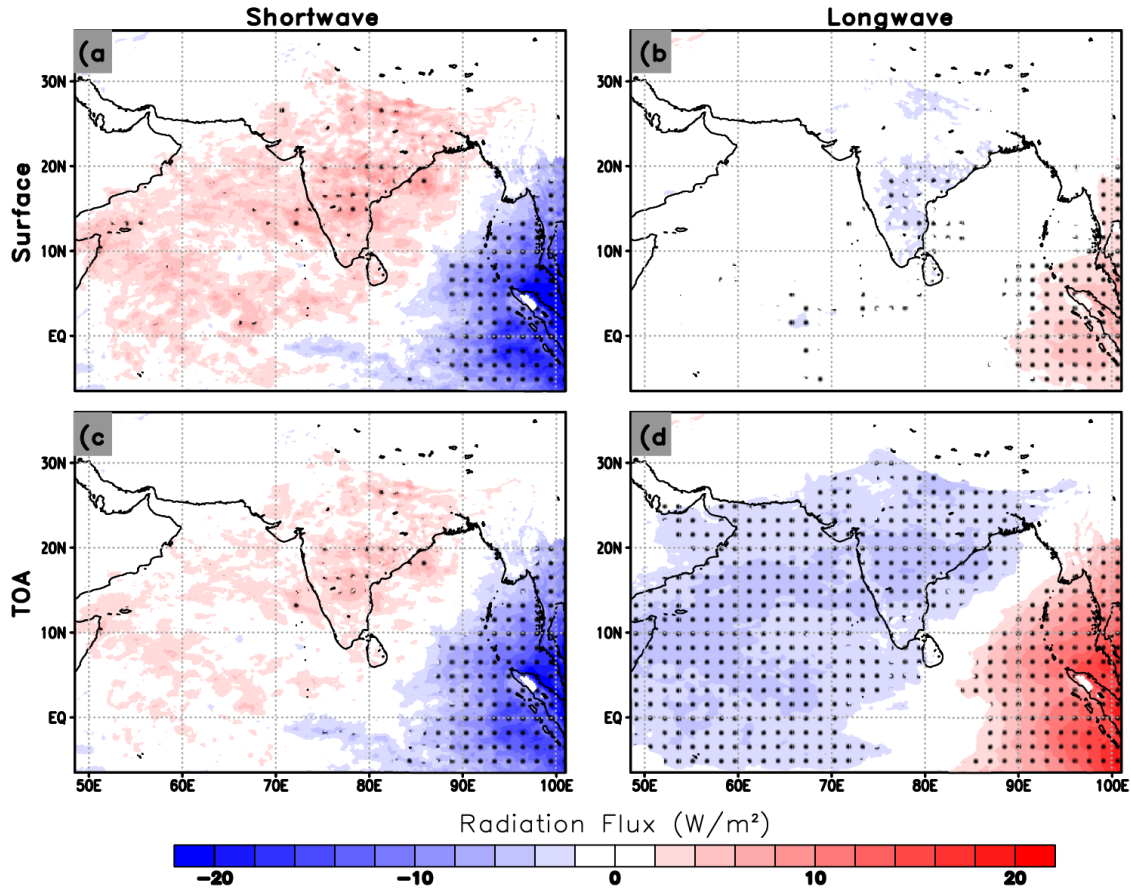 Shortwave Longwave
(a (b
30N 30N
20N 20N
Surface
10N 10N
EQ EQ
(c (d
30N 30N
20N 20N
TOA
10N 10N
EQ EQ
50E 60E 70E 80E 90E 100E 50E 60E 70E 80E 90E 100E
Radiation Flux (W/m²)
-20 -10 0 10 20